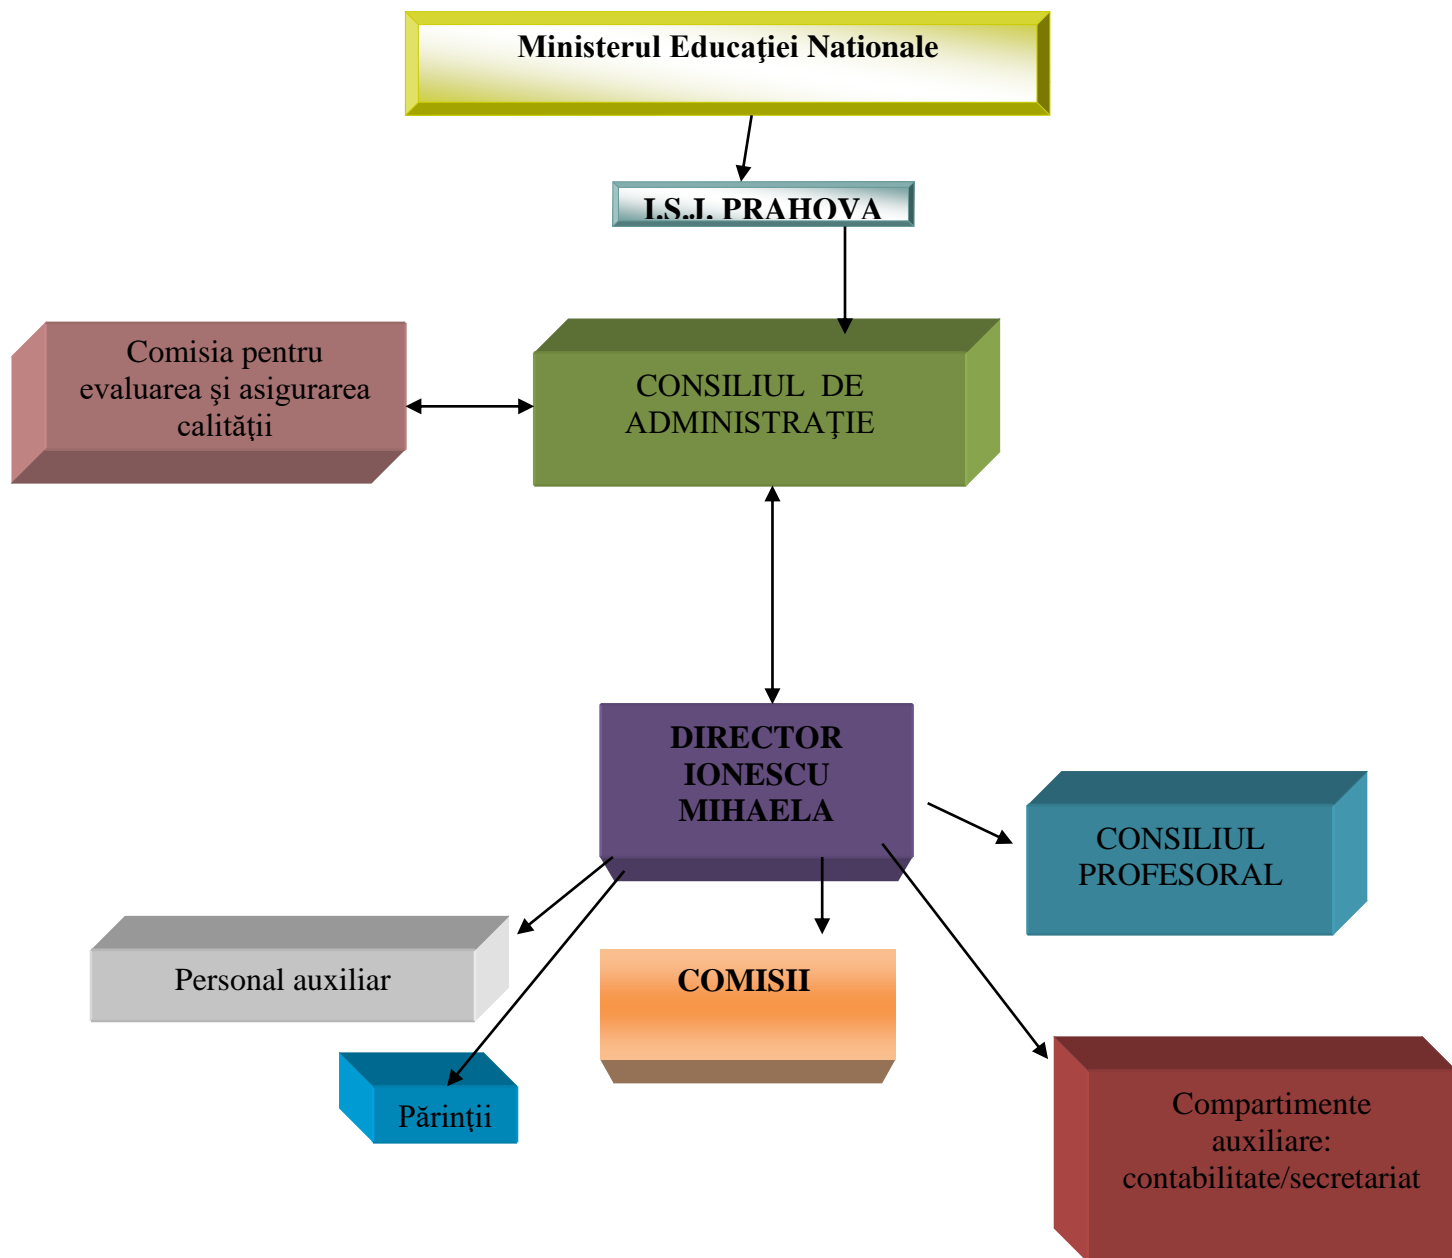 Ministerul Educaţiei Nationale
I.S.J. PRAHOVA
Comisia pentru
evaluarea şi asigurarea
calităţii
CONSILIUL DE
ADMINISTRAŢIE
DIRECTOR
IONESCU
MIHAELA
CONSILIUL
PROFESORAL
Personal auxiliar
COMISII
Părinţii
Compartimente
auxiliare:
contabilitate/secretariat